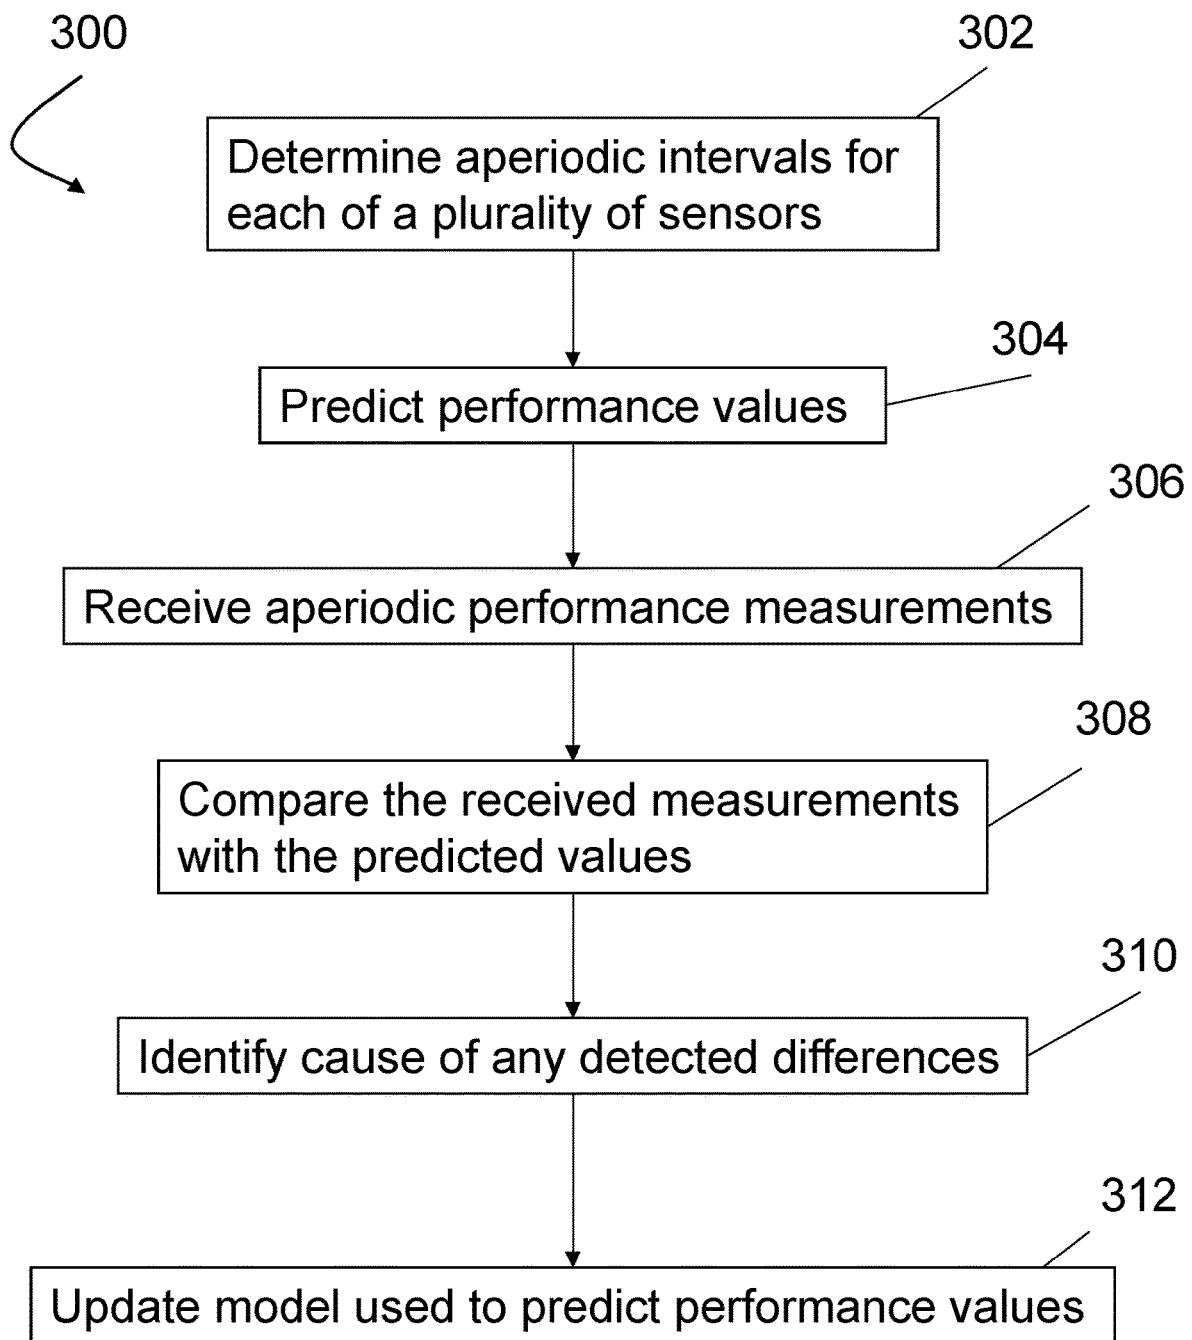 300
302
Determine aperiodic intervals for
each of a plurality of sensors
304
Predict performance values
306
Receive aperiodic performance measurements
308
Compare the received measurements
with the predicted values
310
Identify cause of any detected differences
312
Update model used to predict performance values